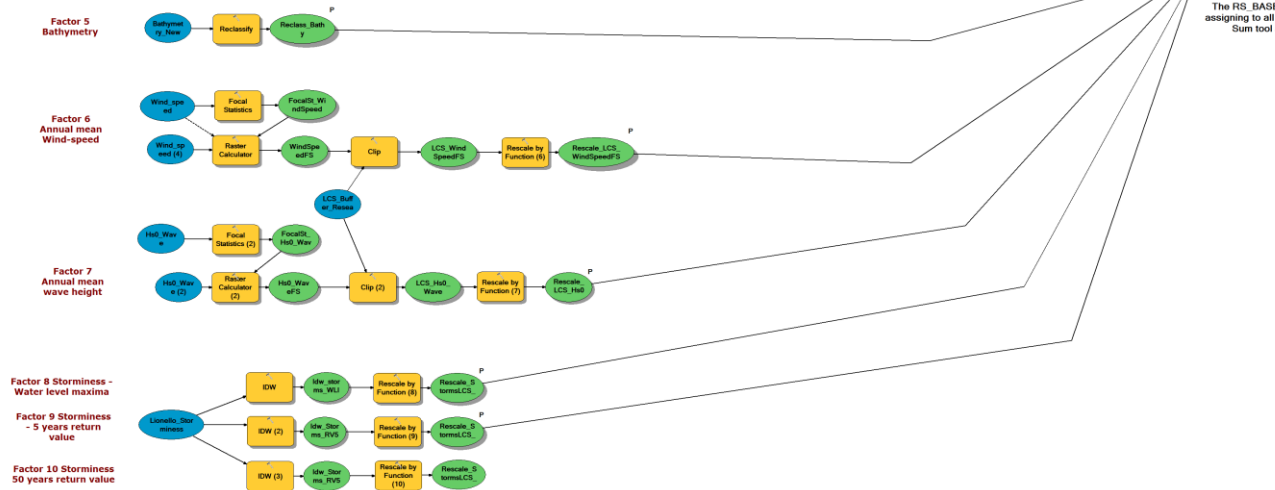 The RS_BASE
assigning to all
Sum tool
Factor 5
Bathymetry
Bathymet
ry_New
Reclassify
Reclass_Bath
y
P
Factor 6
Annual mean
Wind-speed
Wind_spe
ed
Focal
Statistics
FocalSt_Wi
ndSpeed
Wind_sp
eed (4)
Raster
Calculator
WindSpe
edFS
Clip
LCS_Wind
SpeedFS
Rescale by
Function (6)
Rescale_LCS_
WindSpeedFS
P
LCS_Buff
er_Resea
Factor 7
Annual mean
wave height
Hs0_Wav
e
Focal
Statistics (2)
FocalSt_
Hs0_Wav
Hs0_Wav
e (2)
Raster
Calculator
(2)
Hs0_Wa
veFS
Clip (2)
LCS_Hs0_
Wave
Rescale by
Function (7)
Rescale_
LCS_Hs0
P
Factor 8 Storminess -
Water level maxima
IDW
Idw_stor
ms_WLI
Rescale by
Function (8)
Rescale_S
tormsLCS_
P
Factor 9 Storminess
- 5 years return
value
Lionello_Stor
miness
IDW (2)
Idw_Stor
ms_RV5
Rescale by
Function (9)
Rescale_S
tormsLCS_
P
Factor 10 Storminess
50 years return value
IDW (3)
Idw_Stor
ms_RV5
Rescale by
Function
(10)
Rescale_S
tormsLCS_